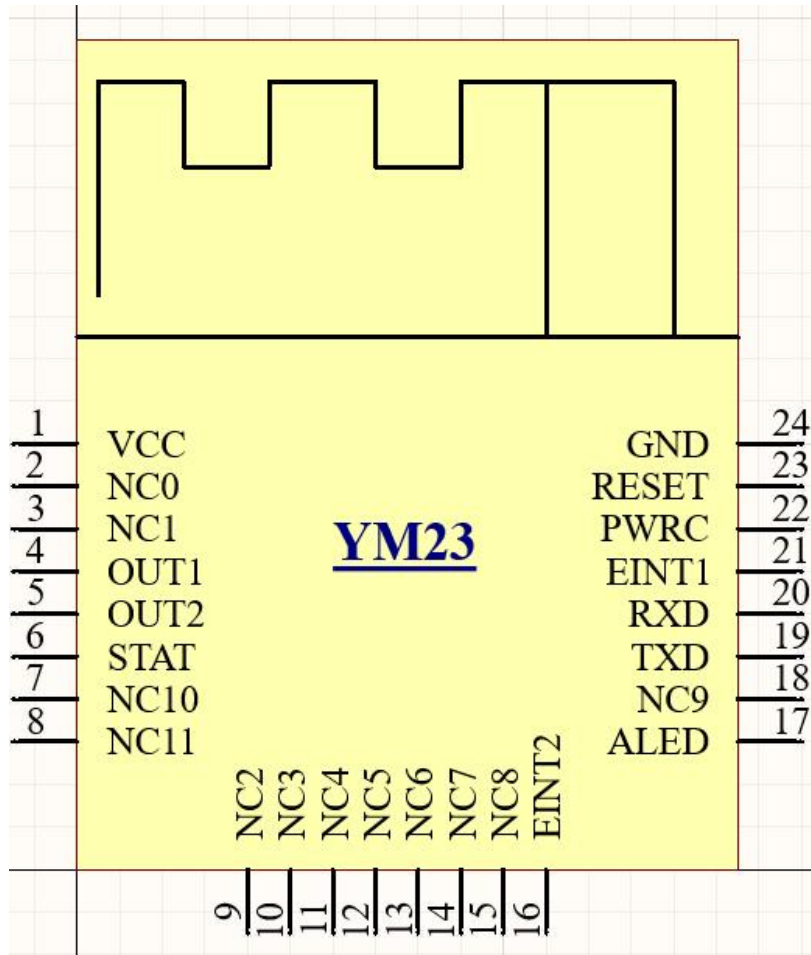 1 VCC GND 24
2 NC0 RESET 23
3 NC1 PWRC 22
YM23
4 OUT1 EINT1 21
5 OUT2 RXD 20
6 STAT TXD 19
7 NC10 NC9 18
8 NC11 ALED 17
NC2 NC3 NC4 NC5 NC6 NC7 NC8 EINT2
9 10 11 12 13 14 15 16